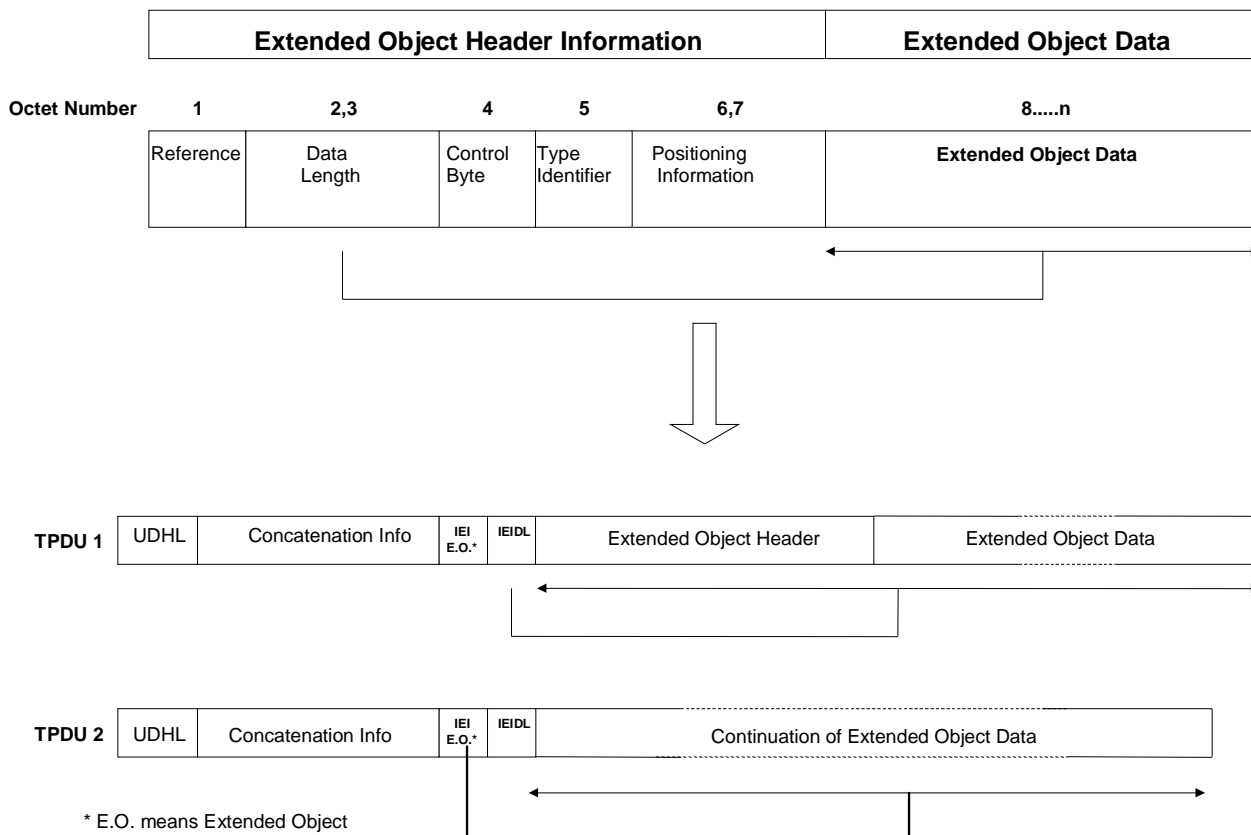 Extended Object Header Information Extended Object Data
Octet Number 1 2,3 4 5 6,7 8.....n
Reference Data Control Type Positioning Extended Object Data
Length Byte Identifier Information
TPDU 1 UDHL Concatenation Info IEI E.O.* IEIDL Extended Object Header Extended Object Data
TPDU 2 UDHL Concatenation Info IEI E.O.* IEIDL Continuation of Extended Object Data
* E.O. means Extended Object